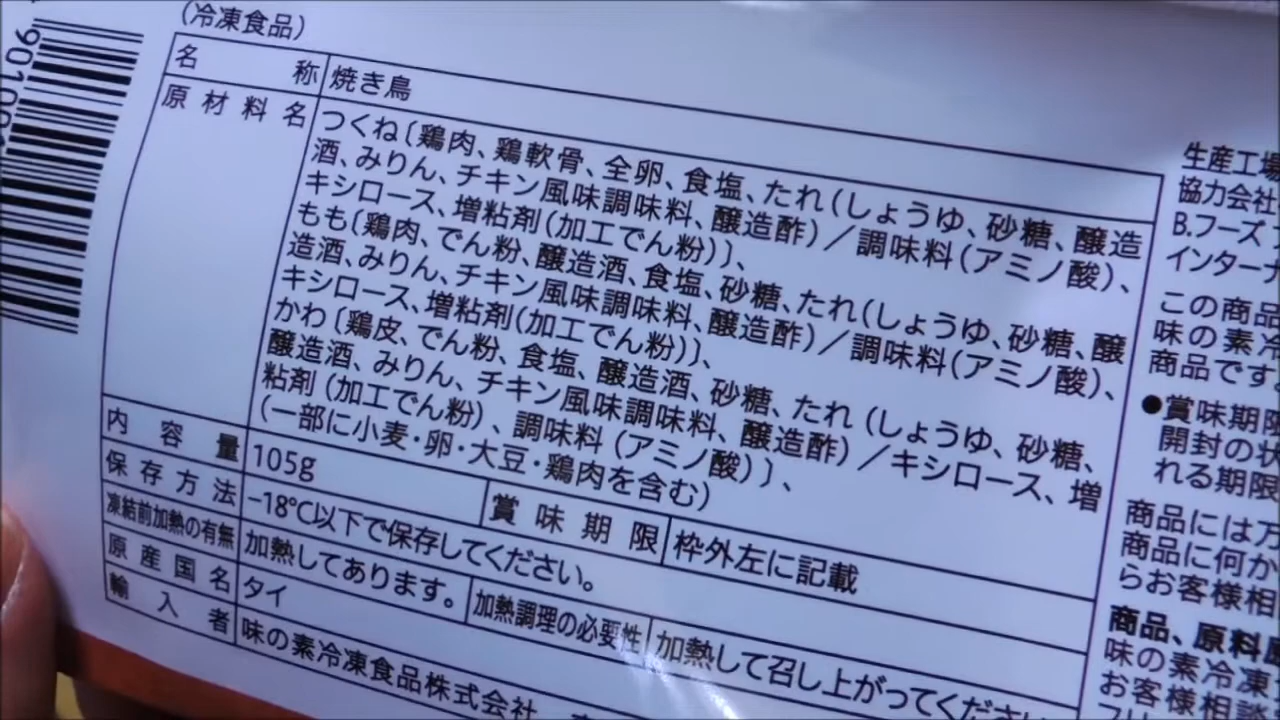 (冷凍食品)
名称 焼き鳥
原材料名 つくね〔鶏肉、鶏軟骨、全卵、食塩、たれ(しょうゆ、砂糖、醸造
酒、みりん、チキン風味調味料、醸造酢)／調味料(アミノ酸)、
キシロース、増粘剤(加工でん粉)〕、
もも〔鶏肉、でん粉、醸造酒、食塩、砂糖、たれ(しょうゆ、砂糖、醸
造酒、みりん、チキン風味調味料、醸造酢)／調味料(アミノ酸)、
キシロース、増粘剤(加工でん粉)〕、
かわ〔鶏皮、でん粉、食塩、醸造酒、砂糖、たれ(しょうゆ、砂糖、
醸造酒、みりん、チキン風味調味料、醸造酢)／キシロース、増
粘剤(加工でん粉)、調味料(アミノ酸)〕、
(一部に小麦・卵・大豆・鶏肉を含む)
内容量 105g 賞味期限 枠外左に記載
保存方法 −18℃以下で保存してください。
凍結前加熱の有無 加熱してあります。 加熱調理の必要性 加熱して召し上がってくださ
原産国名 タイ
輸入者 味の素冷凍食品株式会社
生産工場
協力会社
B.フーズ
インターナ
この商品
味の素冷
商品です
●賞味期限
開封の状
れる期限
商品には万
商品に何か
らお客様相
商品、原料原
味の素冷凍
お客様相談